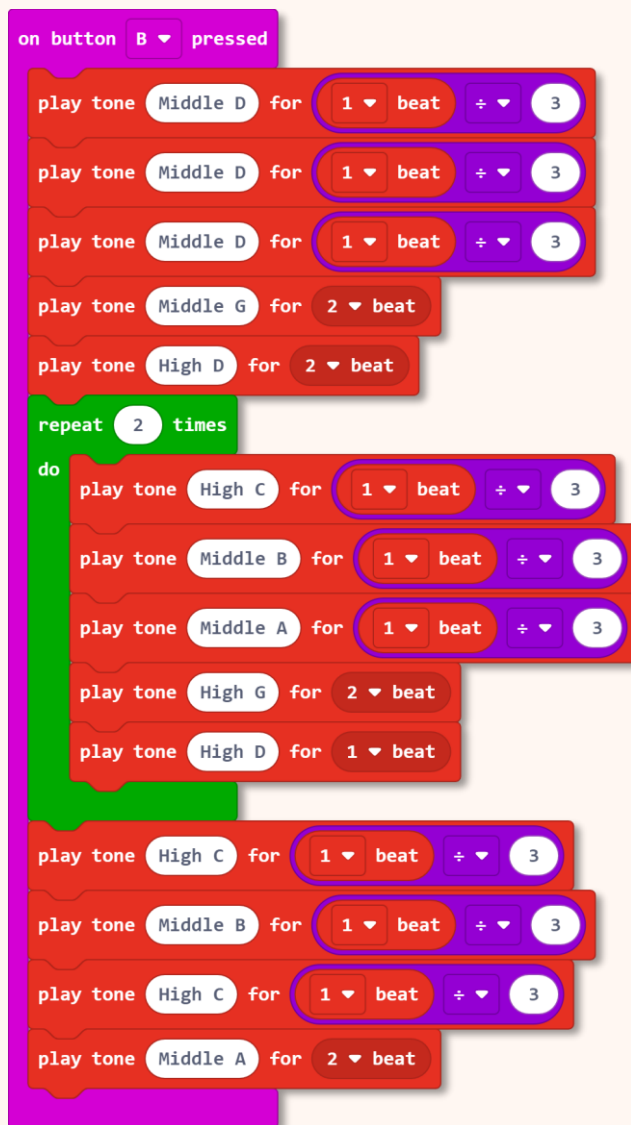 on button B pressed
play tone Middle D for 1 beat ÷ 3
play tone Middle D for 1 beat ÷ 3
play tone Middle D for 1 beat ÷ 3
play tone Middle G for 2 beat
play tone High D for 2 beat
repeat 2 times
do
play tone High C for 1 beat ÷ 3
play tone Middle B for 1 beat ÷ 3
play tone Middle A for 1 beat ÷ 3
play tone High G for 2 beat
play tone High D for 1 beat
play tone High C for 1 beat ÷ 3
play tone Middle B for 1 beat ÷ 3
play tone High C for 1 beat ÷ 3
play tone Middle A for 2 beat